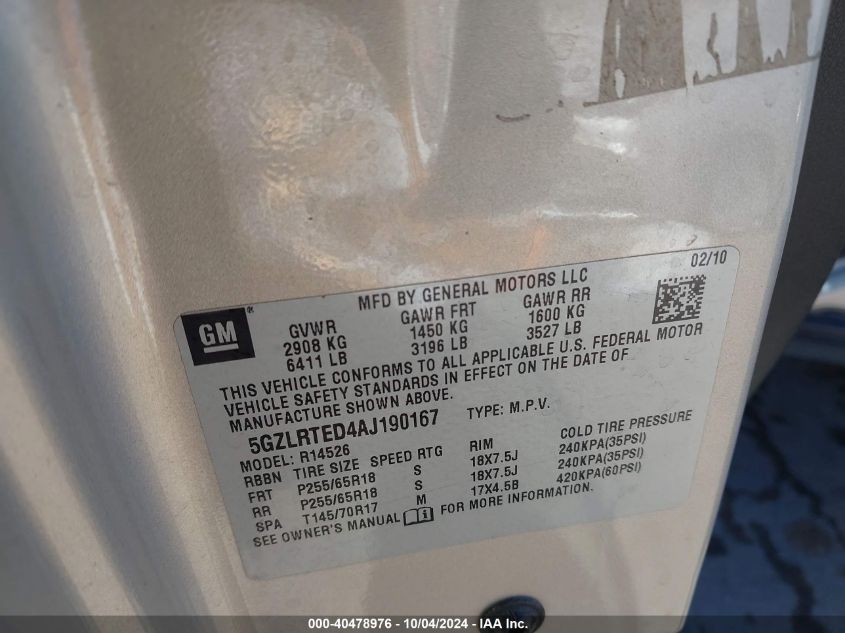 02/10
MFD BY GENERAL MOTORS LLC
GM®
GVWR GAWR FRT GAWR RR
2908 KG 1450 KG 1600 KG
6411 LB 3196 LB 3527 LB
THIS VEHICLE CONFORMS TO ALL APPLICABLE U.S. FEDERAL MOTOR
VEHICLE SAFETY STANDARDS IN EFFECT ON THE DATE OF
MANUFACTURE SHOWN ABOVE.
5GZLRTED4AJ190167 TYPE: M.P.V.
MODEL: R14526
RBBN TIRE SIZE SPEED RTG RIM COLD TIRE PRESSURE
FRT P255/65R18 S 18X7.5J 240KPA(35PSI)
RR P255/65R18 S 18X7.5J 240KPA(35PSI)
SPA T145/70R17 M 17X4.5B 420KPA(60PSI)
SEE OWNER'S MANUAL FOR MORE INFORMATION.
000-40478976 - 10/04/2024 - IAA Inc.